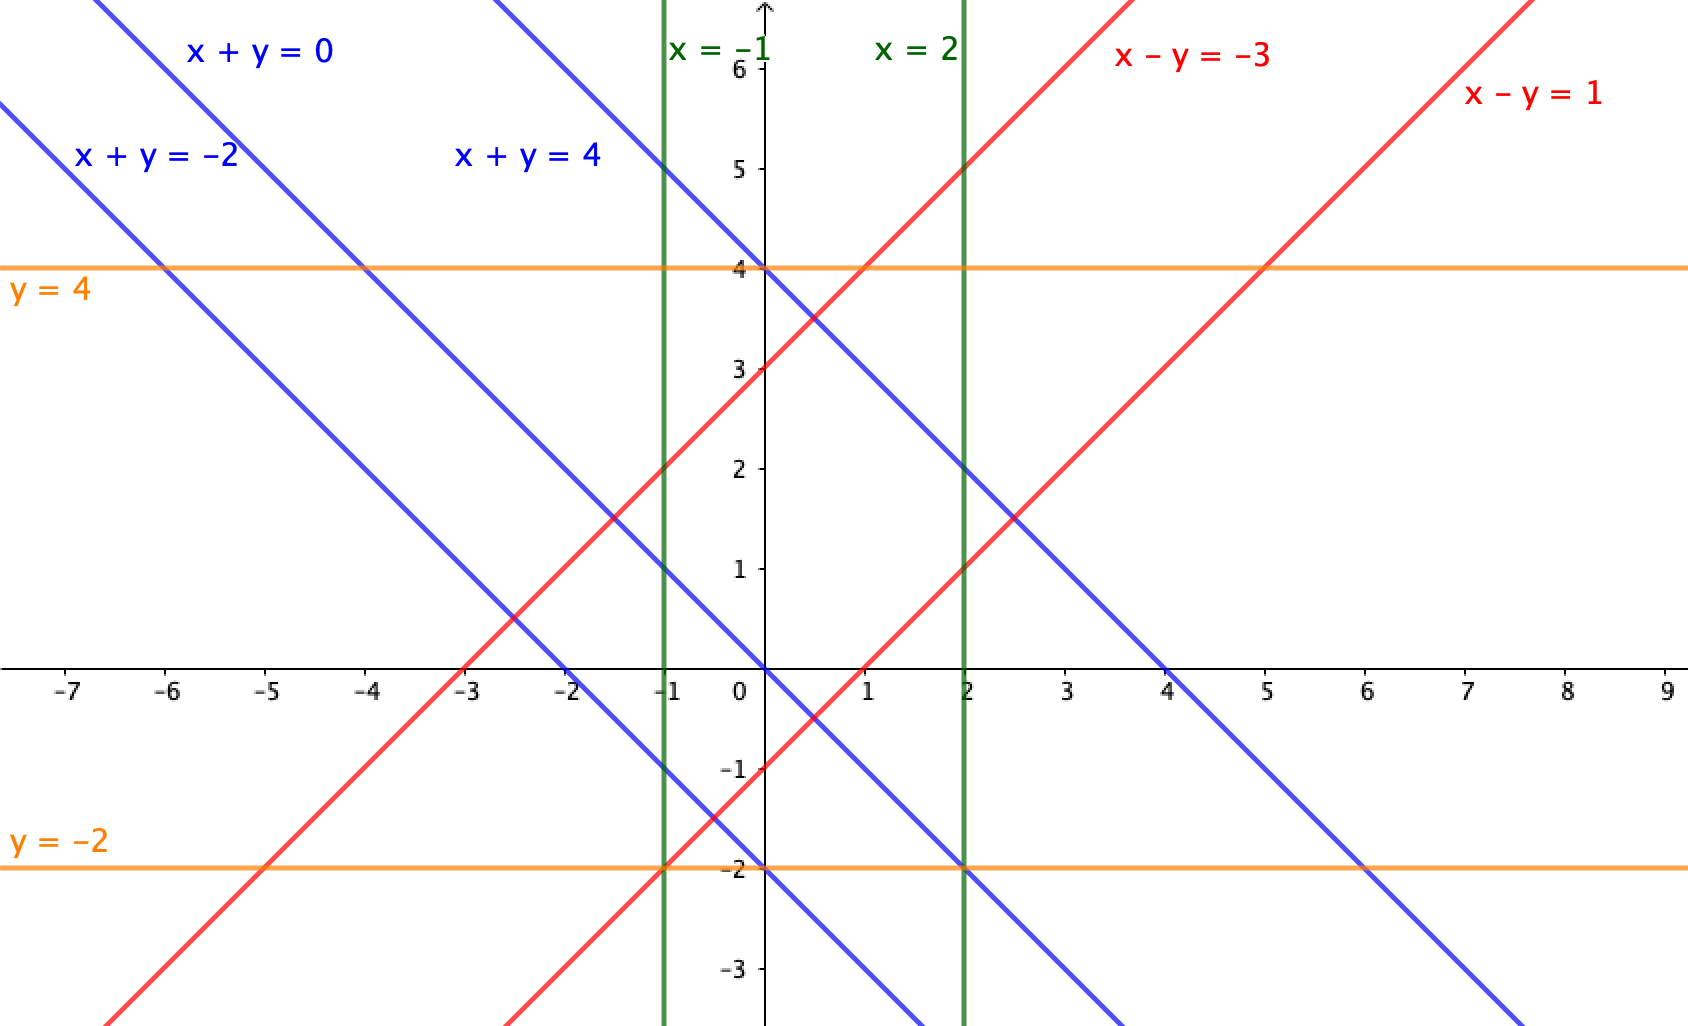 x + y = 0
x = −1
x = 2
x − y = −3
6
x − y = 1
x + y = −2
x + y = 4
5
4
y = 4
3
2
1
−7 −6 −5 −4 −3 −2 −1 0 1 2 3 4 5 6 7 8 9
−1
y = −2
−2
−3